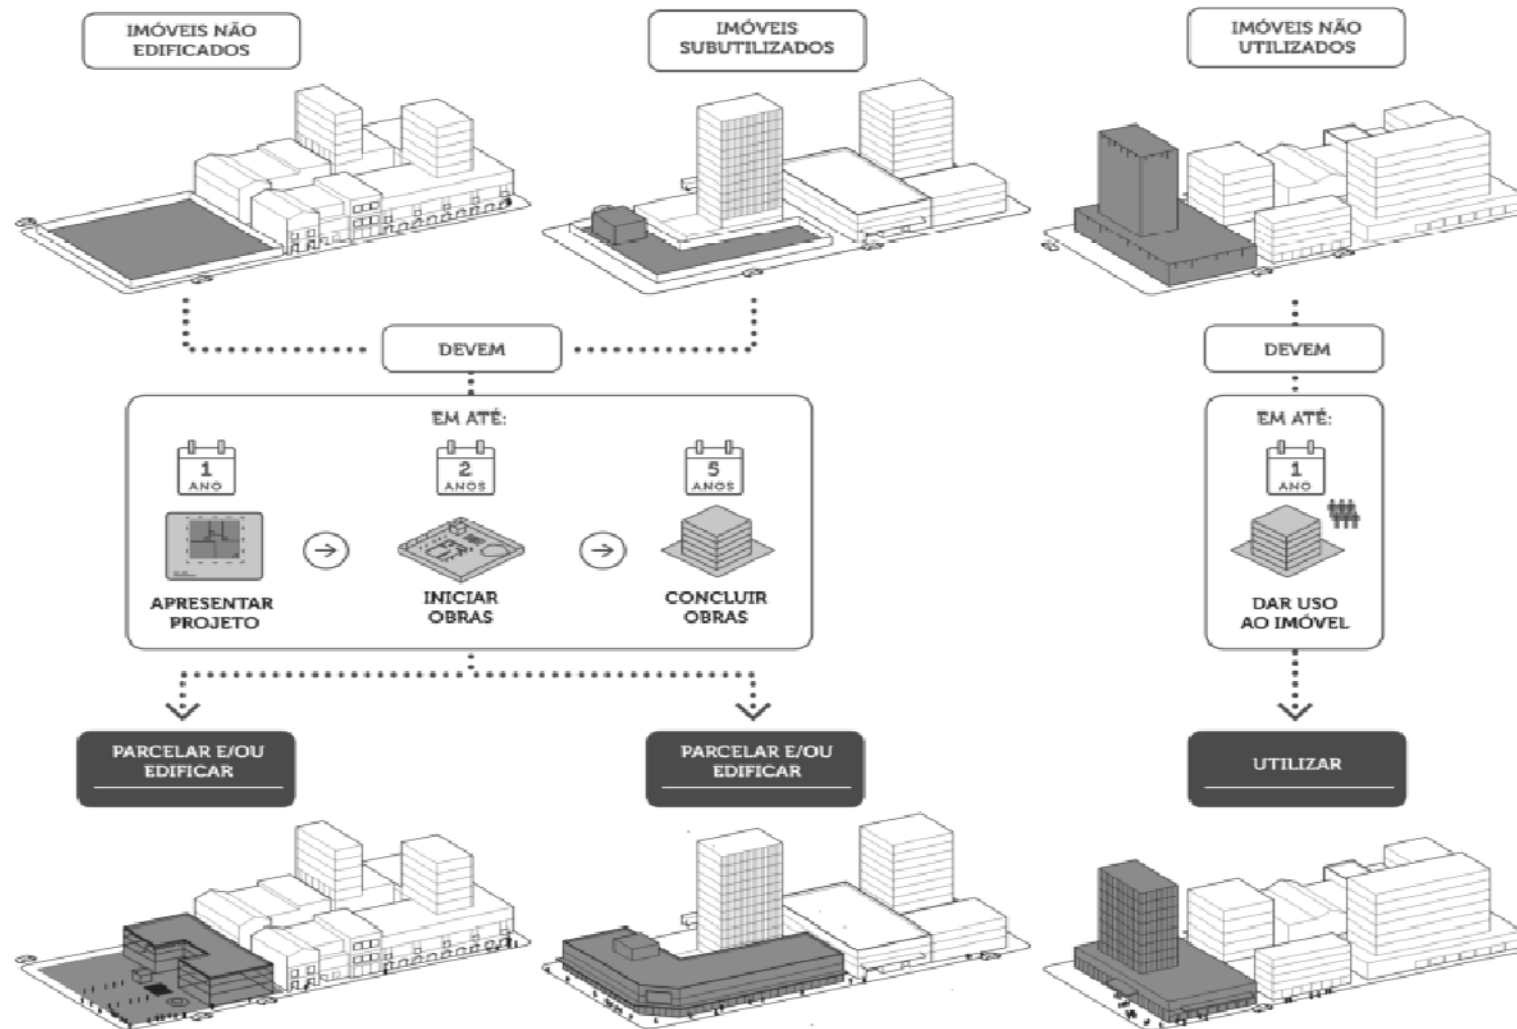 IMÓVEIS NÃO
EDIFICADOS
IMÓVEIS
SUBUTILIZADOS
IMÓVEIS NÃO
UTILIZADOS
DEVEM
DEVEM
EM ATÉ:
1
ANO
2
ANOS
5
ANOS
APRESENTAR
PROJETO
INICIAR
OBRAS
CONCLUIR
OBRAS
EM ATÉ:
1
ANO
DAR USO
AO IMÓVEL
PARCELAR E/OU
EDIFICAR
PARCELAR E/OU
EDIFICAR
UTILIZAR